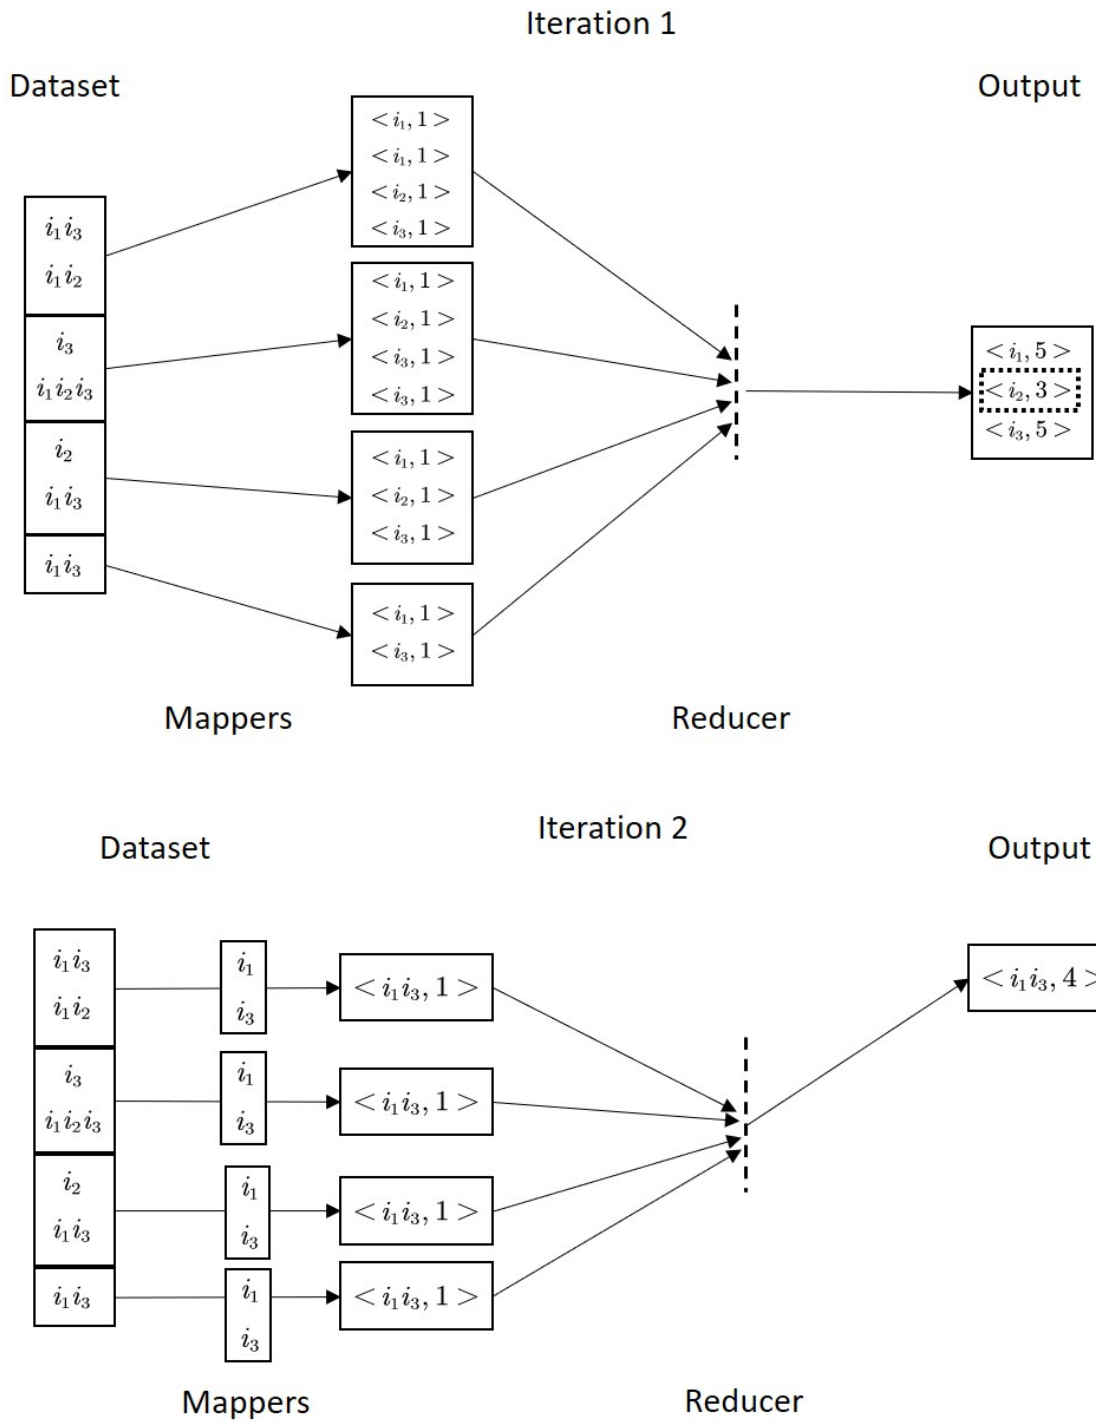 Iteration 1
Dataset
Output
i₁i₃
i₁i₂
i₃
i₁i₂i₃
i₂
i₁i₃
i₁i₃
< i₁, 1 >
< i₁, 1 >
< i₂, 1 >
< i₃, 1 >
< i₁, 1 >
< i₂, 1 >
< i₃, 1 >
< i₃, 1 >
< i₁, 1 >
< i₂, 1 >
< i₃, 1 >
< i₁, 1 >
< i₃, 1 >
< i₁, 5 >
< i₂, 3 >
< i₃, 5 >
Mappers
Reducer
Iteration 2
Dataset
Output
i₁i₃
i₁i₂
i₃
i₁i₂i₃
i₂
i₁i₃
i₁i₃
i₁
i₃
i₁
i₃
i₁
i₃
i₁
i₃
< i₁i₃, 1 >
< i₁i₃, 1 >
< i₁i₃, 1 >
< i₁i₃, 1 >
< i₁i₃, 4 >
Mappers
Reducer